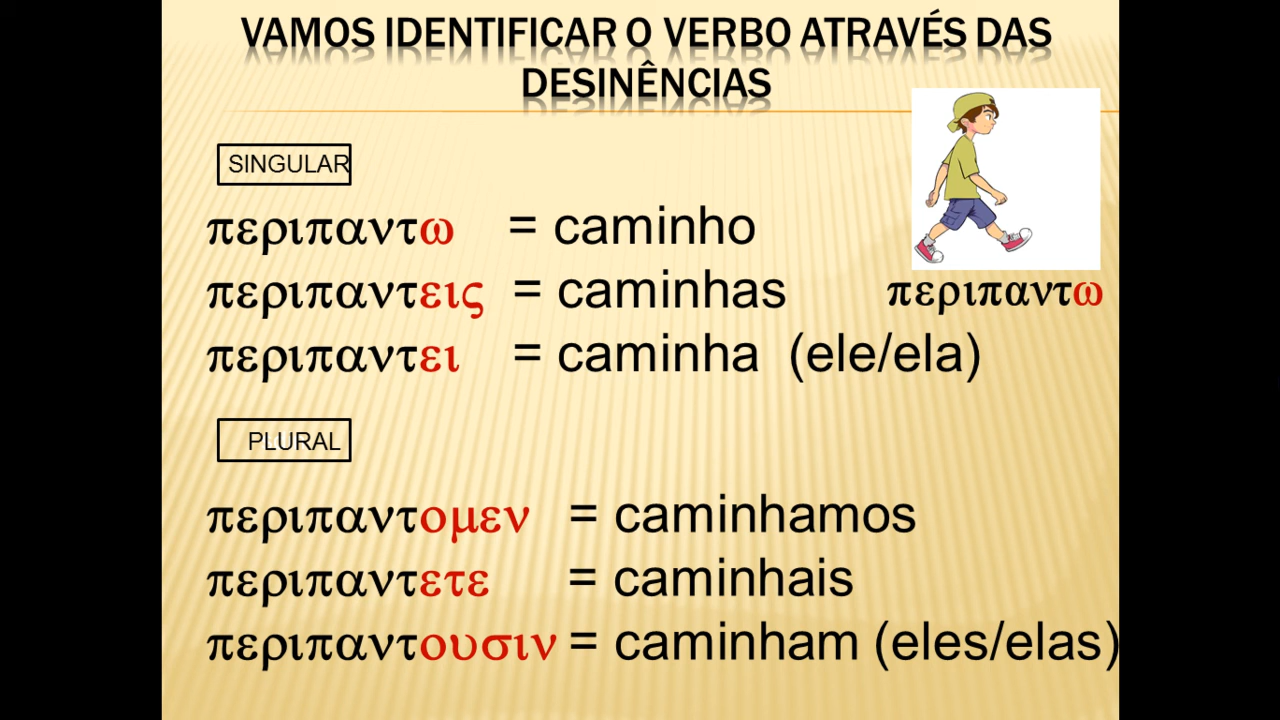 VAMOS IDENTIFICAR O VERBO ATRAVÉS DAS
DESINÊNCIAS
SINGULAR
περιπαντω = caminho
περιπαντεις = caminhas
περιπαντω
περιπαντει = caminha (ele/ela)
PLURAL
περιπαντομεν = caminhamos
περιπαντετε = caminhais
περιπαντουσιν = caminham (eles/elas)